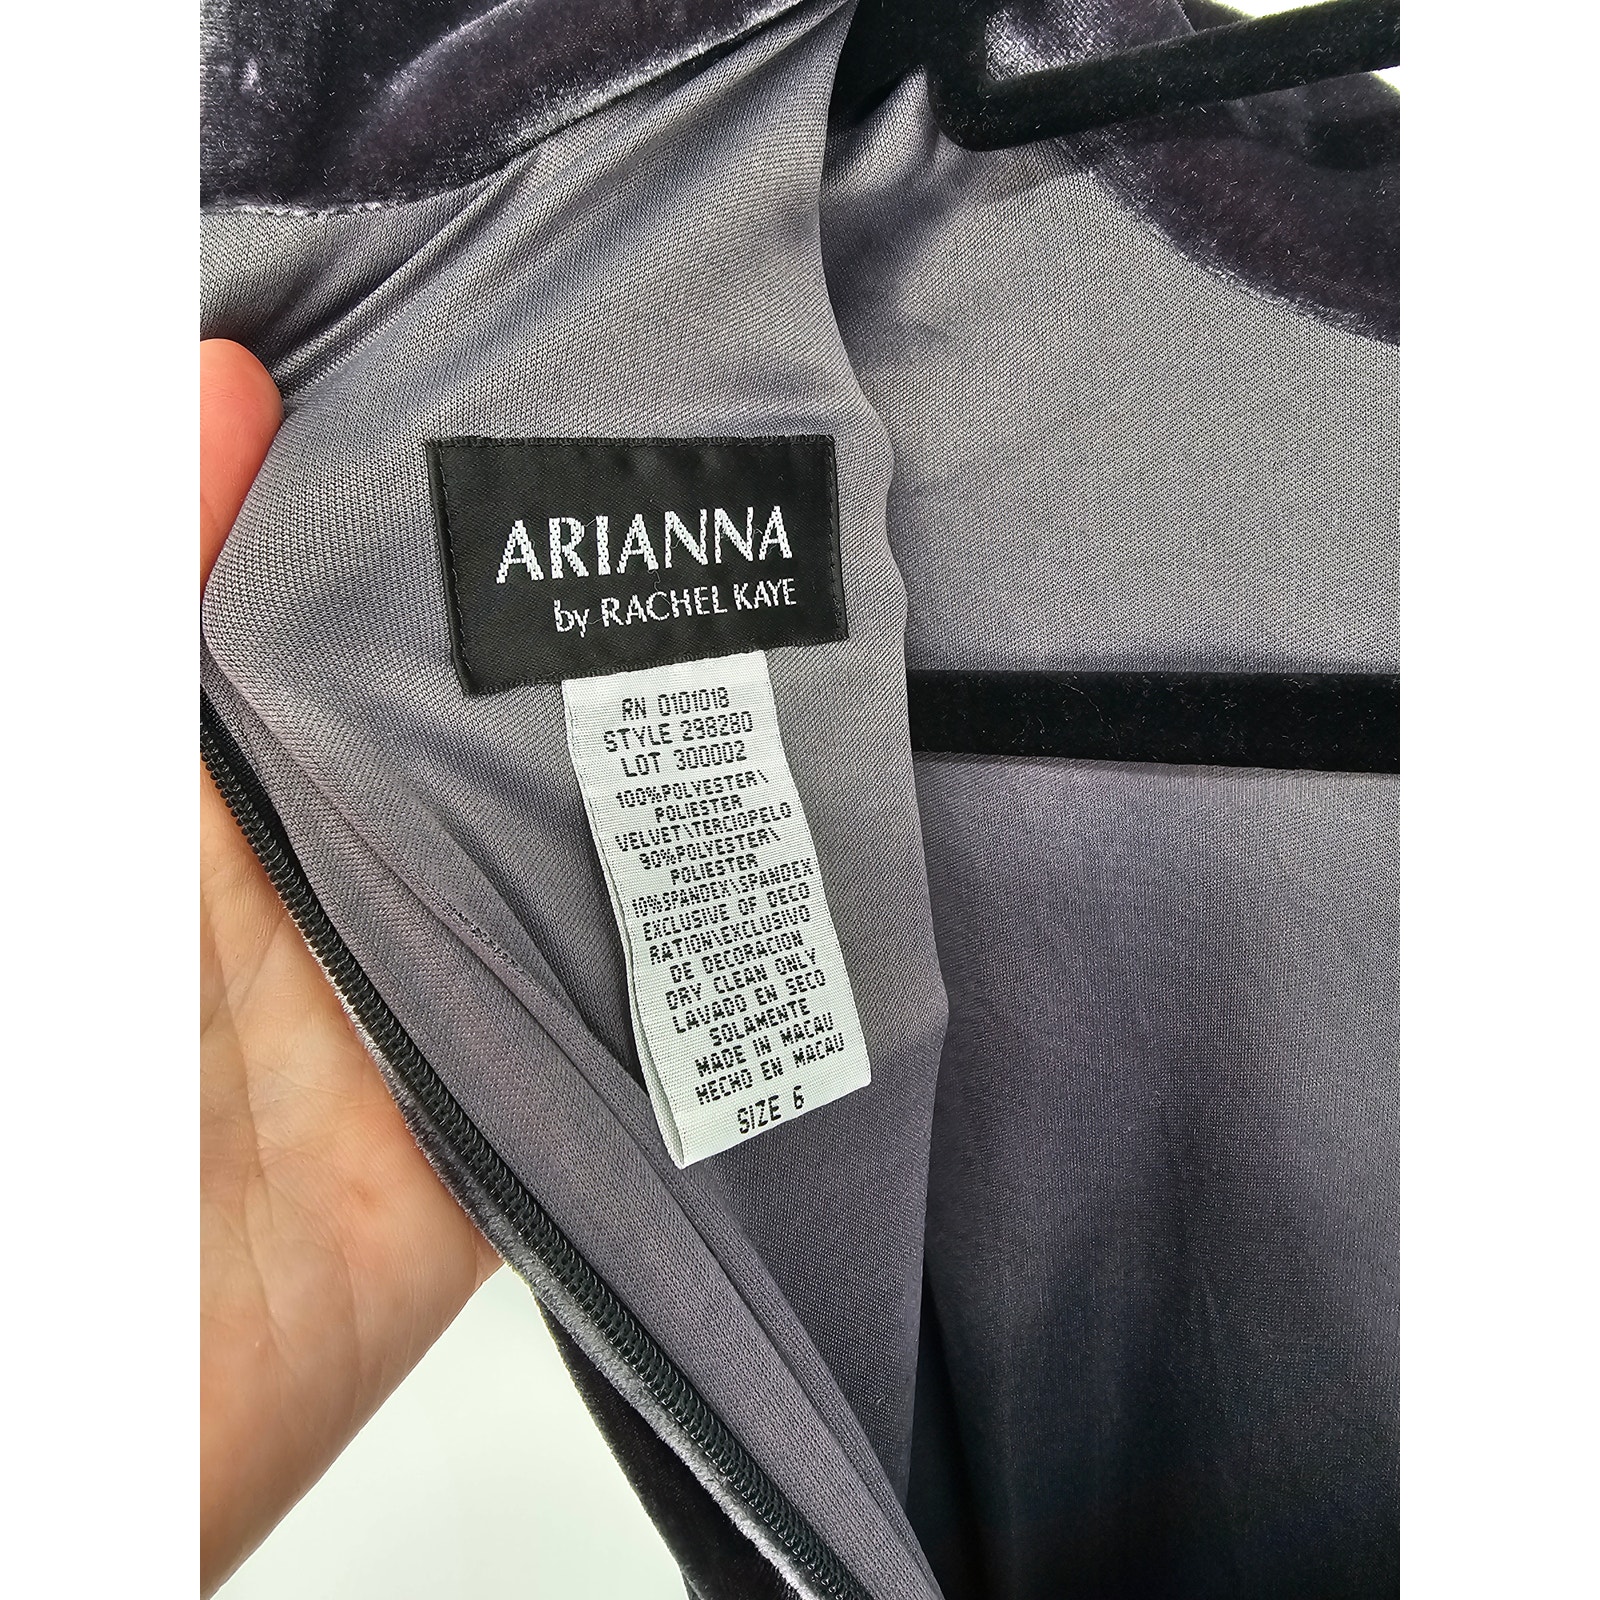 ARIANNA
by RACHEL KAYE
RN 0101018
STYLE 298280
LOT 300002
100%POLYESTER\
POLIESTER
VELVET\TERCIOPELO
90%POLYESTER\
POLIESTER
10%SPANDEX\SPANDEX
EXCLUSIVE OF DECO
RATION\EXCLUSIVO
DE DECORACION
DRY CLEAN ONLY
LAVADO EN SECO
SOLAMENTE
MADE IN MACAU
HECHO EN MACAU
SIZE 6